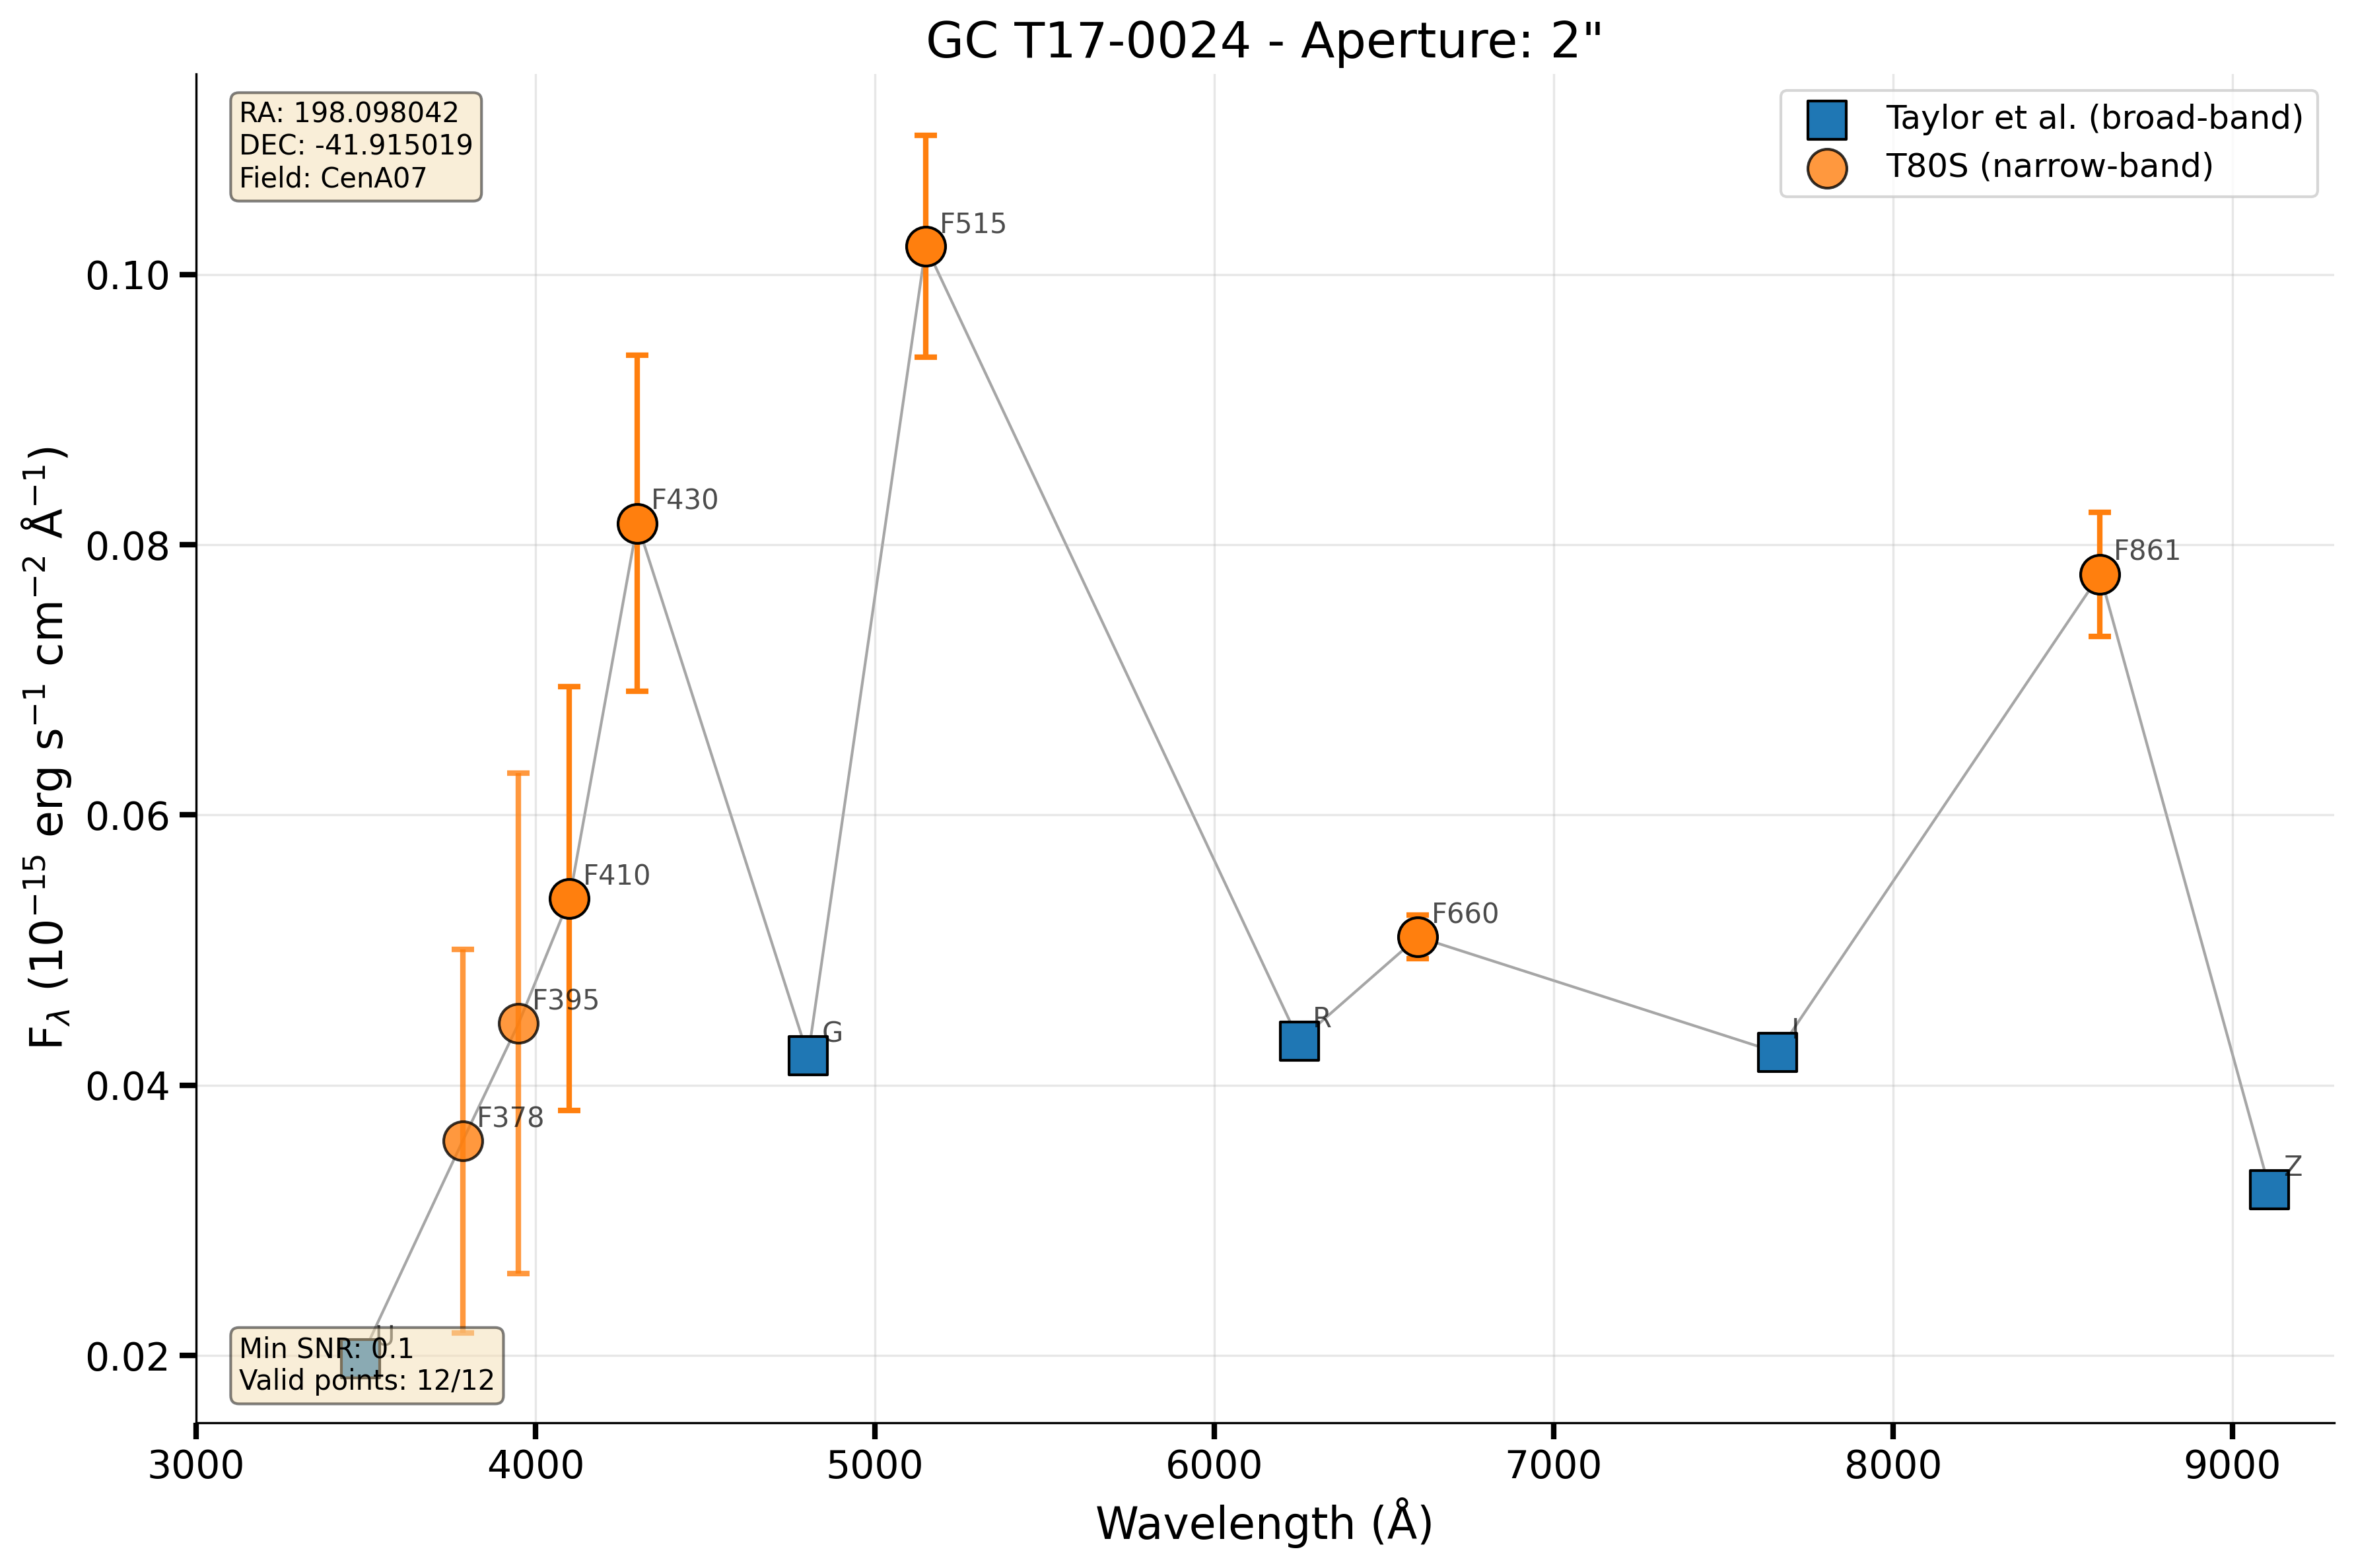 GC T17-0024 - Aperture: 2"
RA: 198.098042
DEC: -41.915019
Field: CenA07
Taylor et al. (broad-band)
T80S (narrow-band)
F515
F430
F861
F410
F660
F395
G
R
I
F378
Z
U
Min SNR: 0.1
Valid points: 12/12
0.10
0.08
0.06
0.04
0.02
F_λ (10⁻¹⁵ erg s⁻¹ cm⁻² Å⁻¹)
3000 4000 5000 6000 7000 8000 9000
Wavelength (Å)